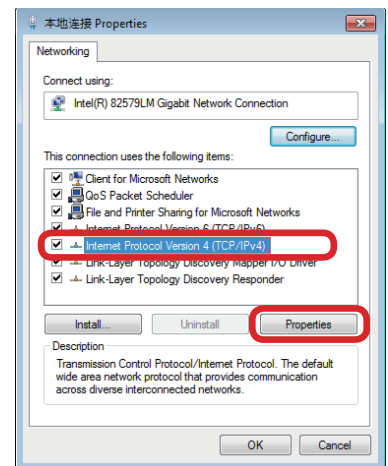 本地连接 Properties
Networking
Connect using:
Intel(R) 82579LM Gigabit Network Connection
Configure...
This connection uses the following items:
Client for Microsoft Networks
QoS Packet Scheduler
File and Printer Sharing for Microsoft Networks
Internet Protocol Version 6 (TCP/IPv6)
Internet Protocol Version 4 (TCP/IPv4)
Link-Layer Topology Discovery Mapper I/O Driver
Link-Layer Topology Discovery Responder
Install... Uninstall Properties
Description
Transmission Control Protocol/Internet Protocol. The default
wide area network protocol that provides communication
across diverse interconnected networks.
OK Cancel